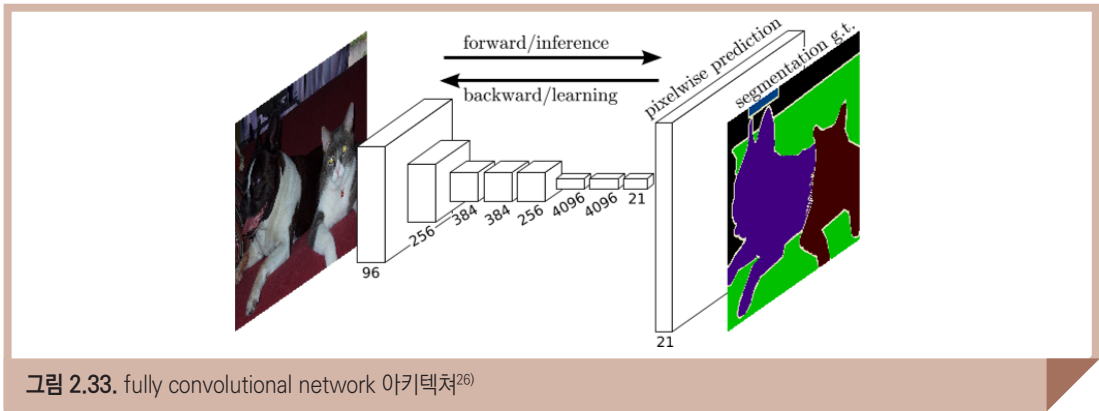 forward/inference
backward/learning
pixelwise prediction
segmentation g.t.
96
256
384
384
256
4096
4096
21
21
그림 2.33. fully convolutional network 아키텍쳐26)